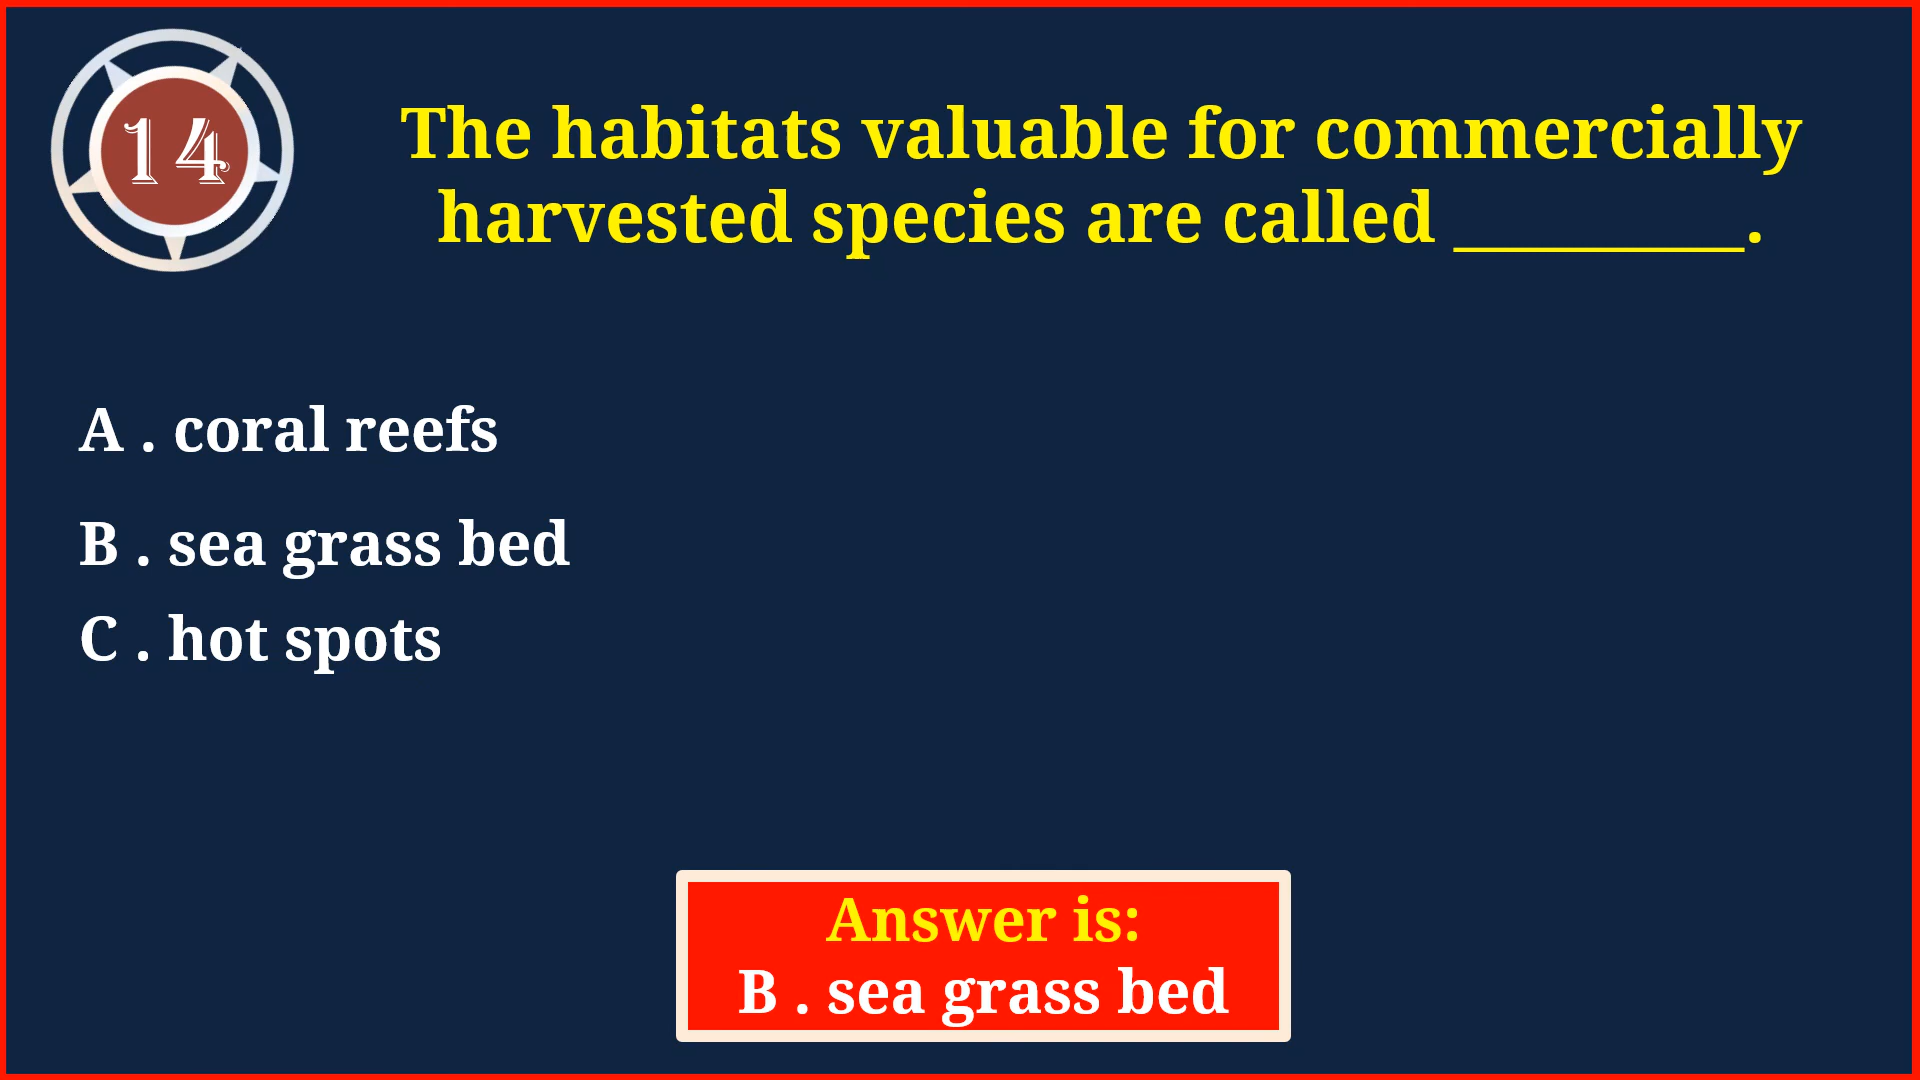 14
The habitats valuable for commercially
harvested species are called _________.
A . coral reefs
B . sea grass bed
C . hot spots
Answer is:
B . sea grass bed